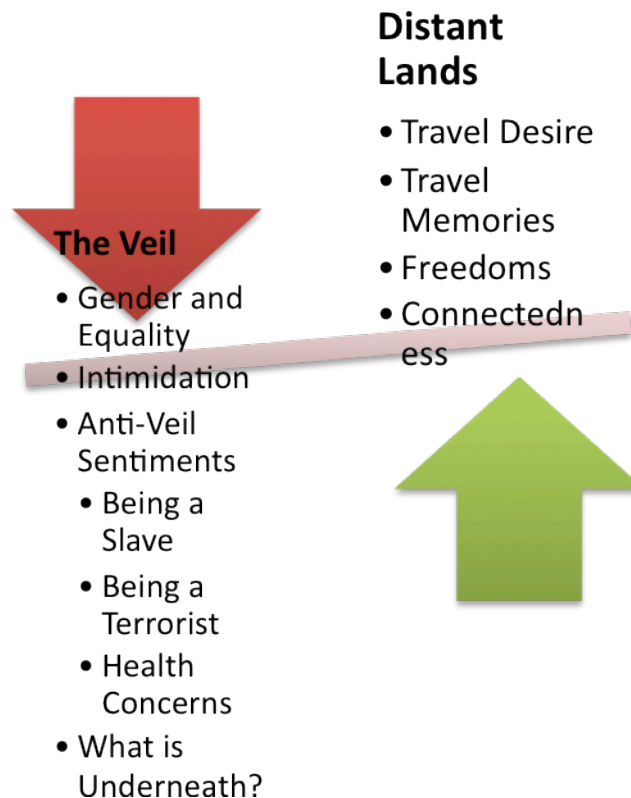 Distant
Lands
• Travel Desire
• Travel
Memories
• Freedoms
• Connectedn
ess
The Veil
• Gender and
Equality
• Intimidation
• Anti-Veil
Sentiments
• Being a
Slave
• Being a
Terrorist
• Health
Concerns
• What is
Underneath?